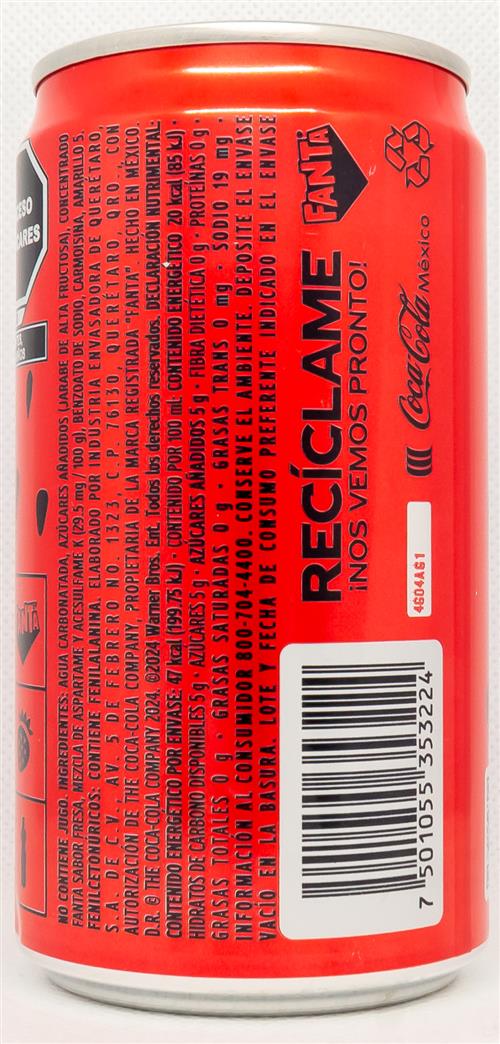 ESO
CARES
NO CONTIENE JUGO. INGREDIENTES: AGUA CARBONATADA, AZÚCARES AÑADIDOS (JARABE DE ALTA FRUCTOSA), CONCENTRADO
FANTA SABOR FRESA, MEZCLA DE ASPARTAME Y ACESULFAME K (29.5 mg / 100 g), BENZOATO DE SODIO, CARMOISINA, AMARILLO 5.
FENILCETONÚRICOS: CONTIENE FENILALANINA. ELABORADO POR INDUSTRIA ENVASADORA DE QUERÉTARO,
S.A. DE C.V., AV. 5 DE FEBRERO NO. 1323, C.P. 76130, QUERÉTARO, QRO., CON
AUTORIZACIÓN DE THE COCA-COLA COMPANY, PROPIETARIA DE LA MARCA REGISTRADA "FANTA". HECHO EN MÉXICO.
D.R. © THE COCA-COLA COMPANY 2024. ©2024 Warner Bros. Ent. Todos los derechos reservados. DECLARACIÓN NUTRIMENTAL
CONTENIDO ENERGÉTICO POR ENVASE: 47 kcal (199.75 kJ) · CONTENIDO POR 100 ml: CONTENIDO ENERGÉTICO 20 kcal (85 kJ) ·
HIDRATOS DE CARBONO DISPONIBLES 5 g · AZÚCARES 5 g · AZÚCARES AÑADIDOS 5 g · FIBRA DIETÉTICA 0 g · PROTEÍNAS 0 g ·
GRASAS TOTALES 0 g · GRASAS SATURADAS 0 g · GRASAS TRANS 0 mg · SODIO 19 mg ·
INFORMACIÓN AL CONSUMIDOR 800-704-4400. CONSERVE EL AMBIENTE. DEPOSITE EL ENVASE
VACÍO EN LA BASURA. LOTE Y FECHA DE CONSUMO PREFERENTE INDICADO EN EL ENVASE
FANTA
RECÍCLAME
¡NOS VEMOS PRONTO!
Coca-Cola México
4G04AG1
7 501055 353224
FANTA